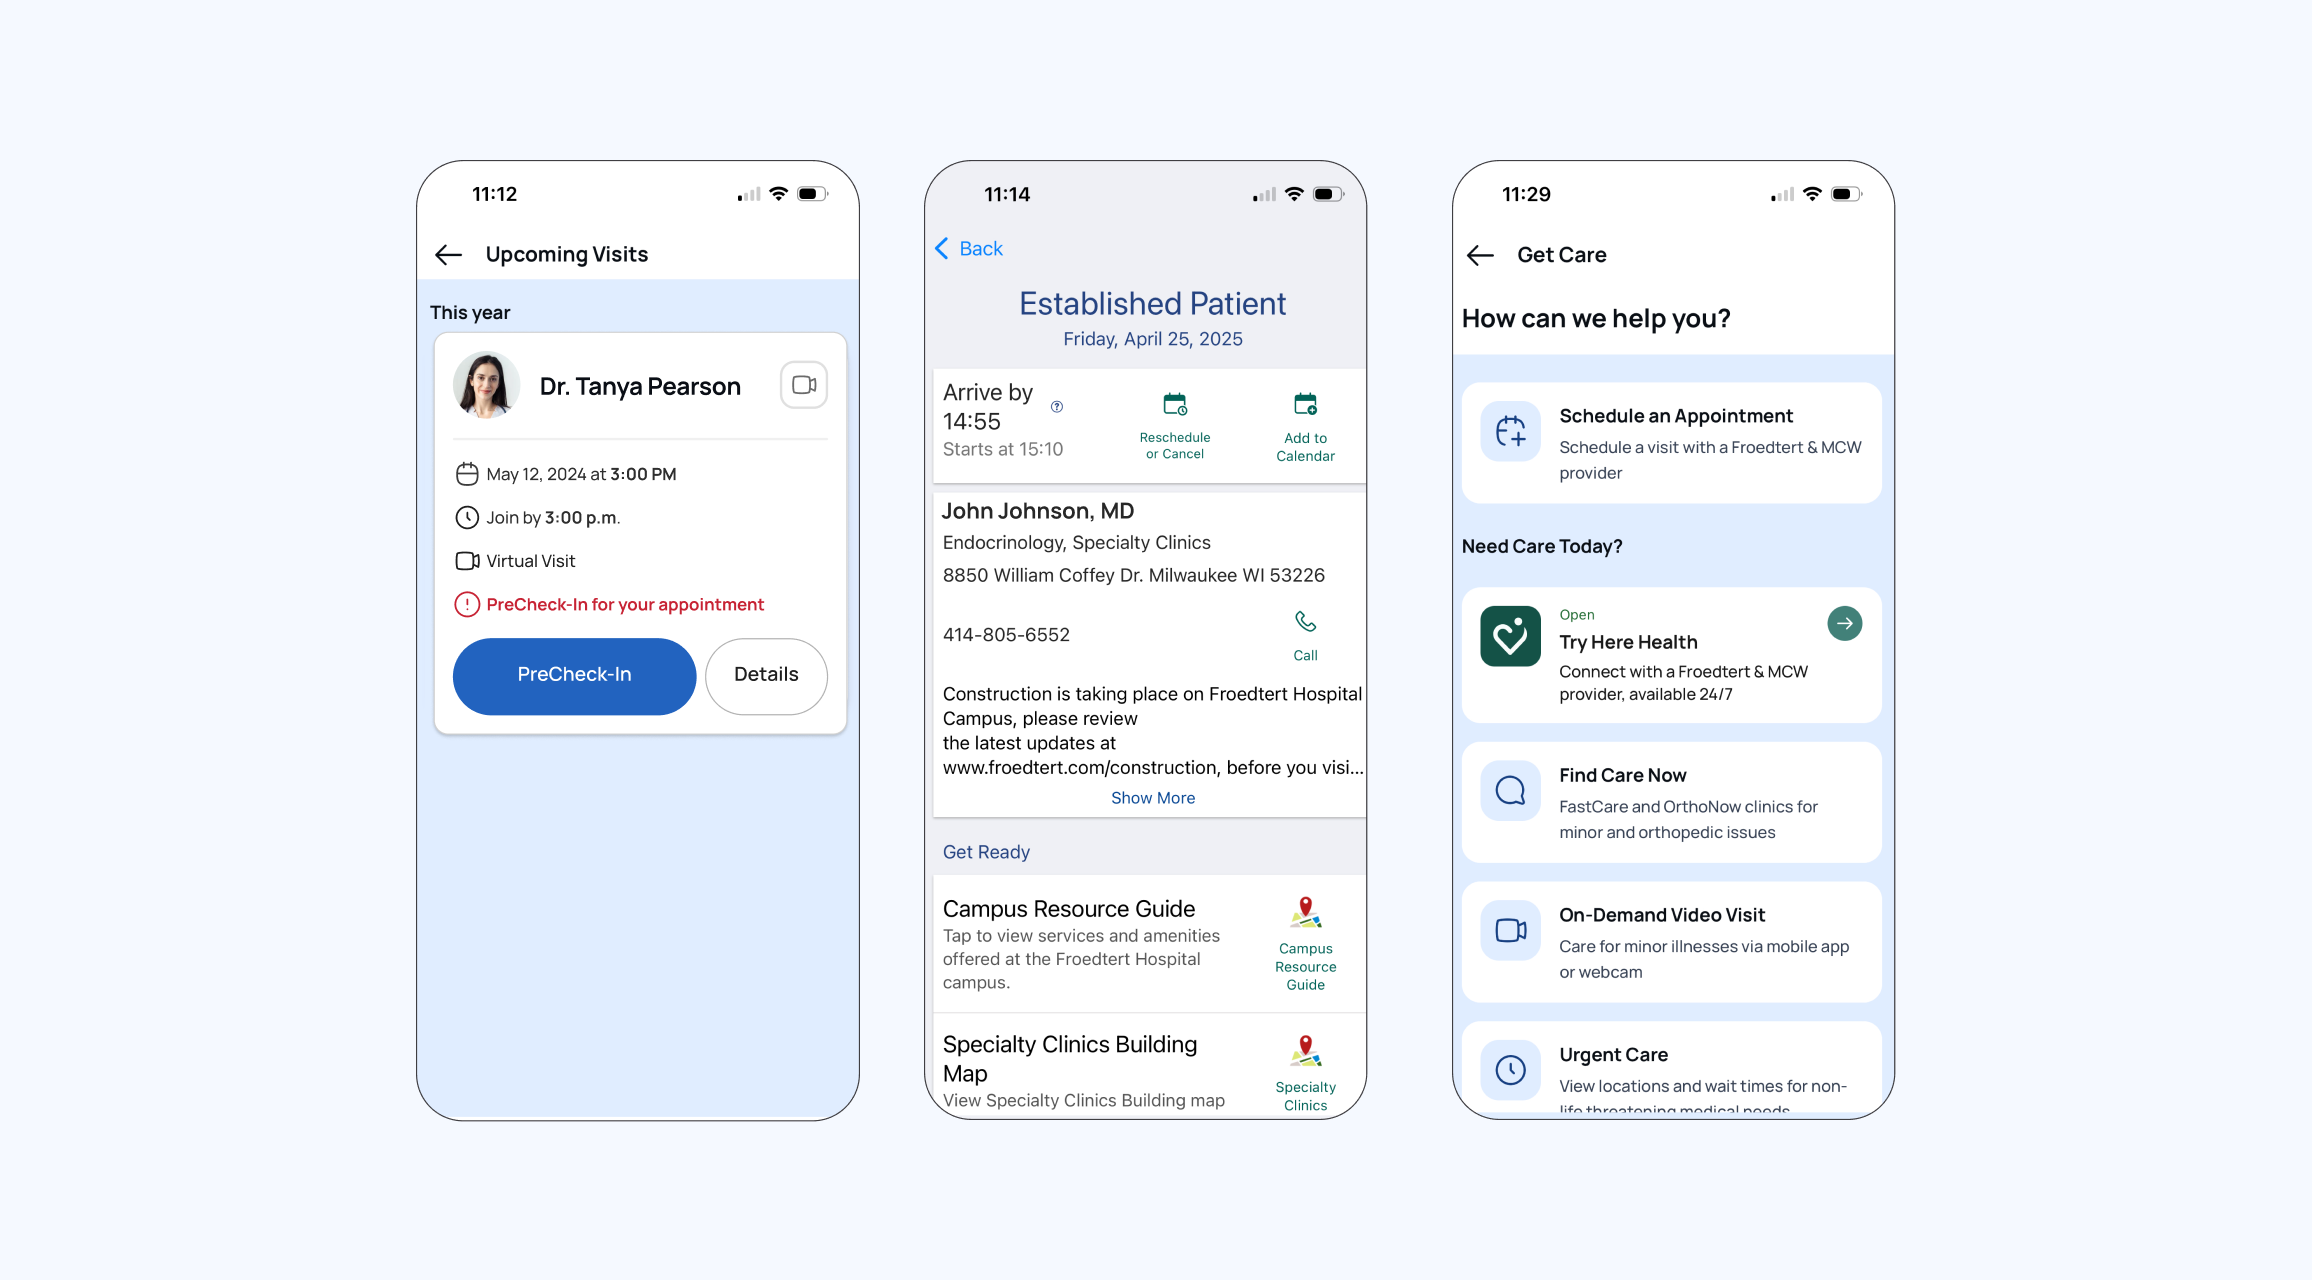 11:12
Upcoming Visits
This year
Dr. Tanya Pearson
May 12, 2024 at 3:00 PM
Join by 3:00 p.m.
Virtual Visit
PreCheck-In for your appointment
PreCheck-In
Details
11:14
Back
Established Patient
Friday, April 25, 2025
Arrive by
14:55
Starts at 15:10
Reschedule
or Cancel
Add to
Calendar
John Johnson, MD
Endocrinology, Specialty Clinics
8850 William Coffey Dr. Milwaukee WI 53226
414-805-6552
Call
Construction is taking place on Froedtert Hospital
Campus, please review
the latest updates at
www.froedtert.com/construction, before you visi...
Show More
Get Ready
Campus Resource Guide
Tap to view services and amenities
offered at the Froedtert Hospital
campus.
Campus
Resource
Guide
Specialty Clinics Building
Map
View Specialty Clinics Building map
Specialty
Clinics
11:29
Get Care
How can we help you?
Schedule an Appointment
Schedule a visit with a Froedtert & MCW
provider
Need Care Today?
Open
Try Here Health
Connect with a Froedtert & MCW
provider, available 24/7
Find Care Now
FastCare and OrthoNow clinics for
minor and orthopedic issues
On-Demand Video Visit
Care for minor illnesses via mobile app
or webcam
Urgent Care
View locations and wait times for non-
life threatening medical needs